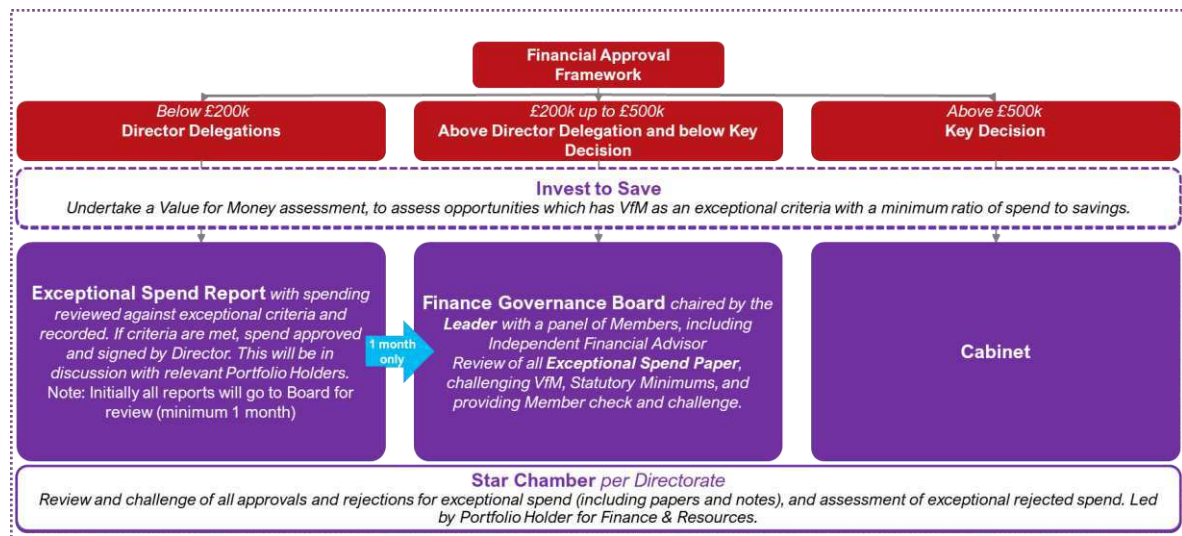 Financial Approval
Framework
Below £200k
Director Delegations
£200k up to £500k
Above Director Delegation and below Key
Decision
Above £500k
Key Decision
Invest to Save
Undertake a Value for Money assessment, to assess opportunities which has VfM as an exceptional criteria with a minimum ratio of spend to savings.
Exceptional Spend Report with spending
reviewed against exceptional criteria and
recorded. If criteria are met, spend approved
and signed by Director. This will be in
discussion with relevant Portfolio Holders.
Note: Initially all reports will go to Board for
review (minimum 1 month)
1 month
only
Finance Governance Board chaired by the
Leader with a panel of Members, including
Independent Financial Advisor
Review of all Exceptional Spend Paper,
challenging VfM, Statutory Minimums, and
providing Member check and challenge.
Cabinet
Star Chamber per Directorate
Review and challenge of all approvals and rejections for exceptional spend (including papers and notes), and assessment of exceptional rejected spend. Led
by Portfolio Holder for Finance & Resources.